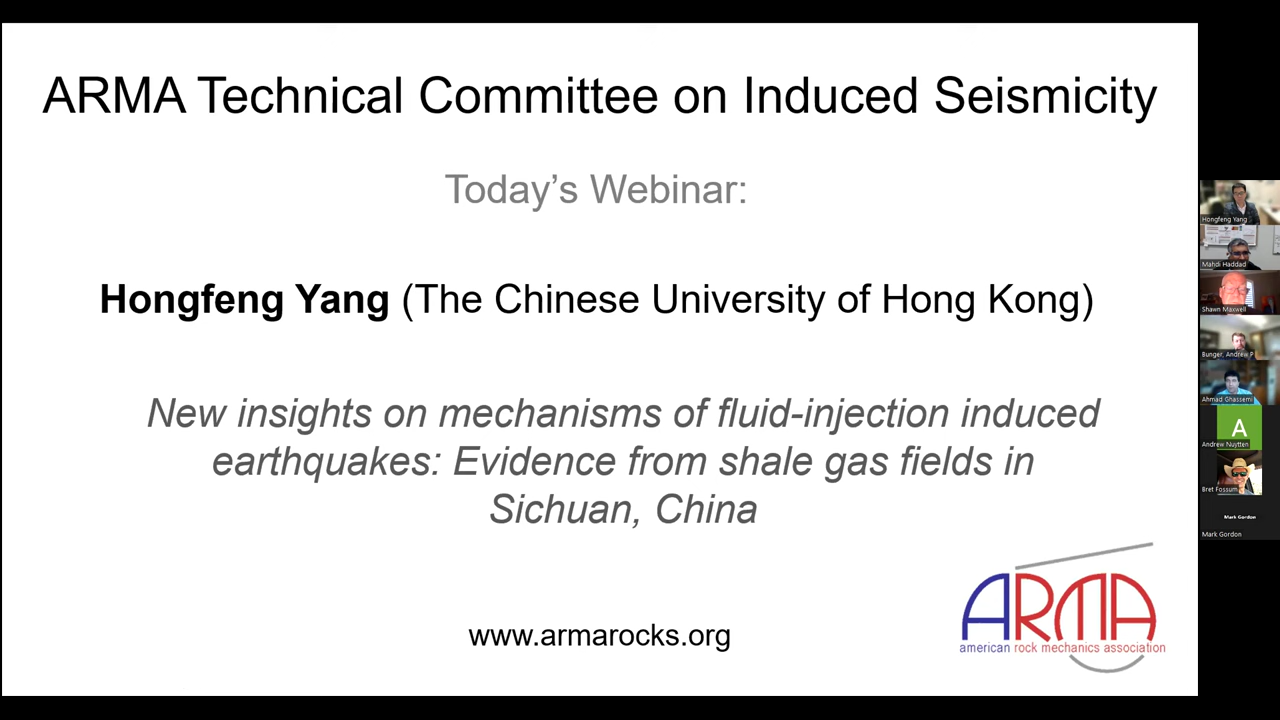 ARMA Technical Committee on Induced Seismicity
Today's Webinar:
Hongfeng Yang (The Chinese University of Hong Kong)
New insights on mechanisms of fluid-injection induced
earthquakes: Evidence from shale gas fields in
Sichuan, China
www.armarocks.org
ARMA
american rock mechanics association
Hongfeng Yang
Mahdi Haddad
Shawn Maxwell
Bunger, Andrew P
Ahmad Ghassemi
A
Andrew Nuytten
Bret Fossum
Mark Gordon
Mark Gordon